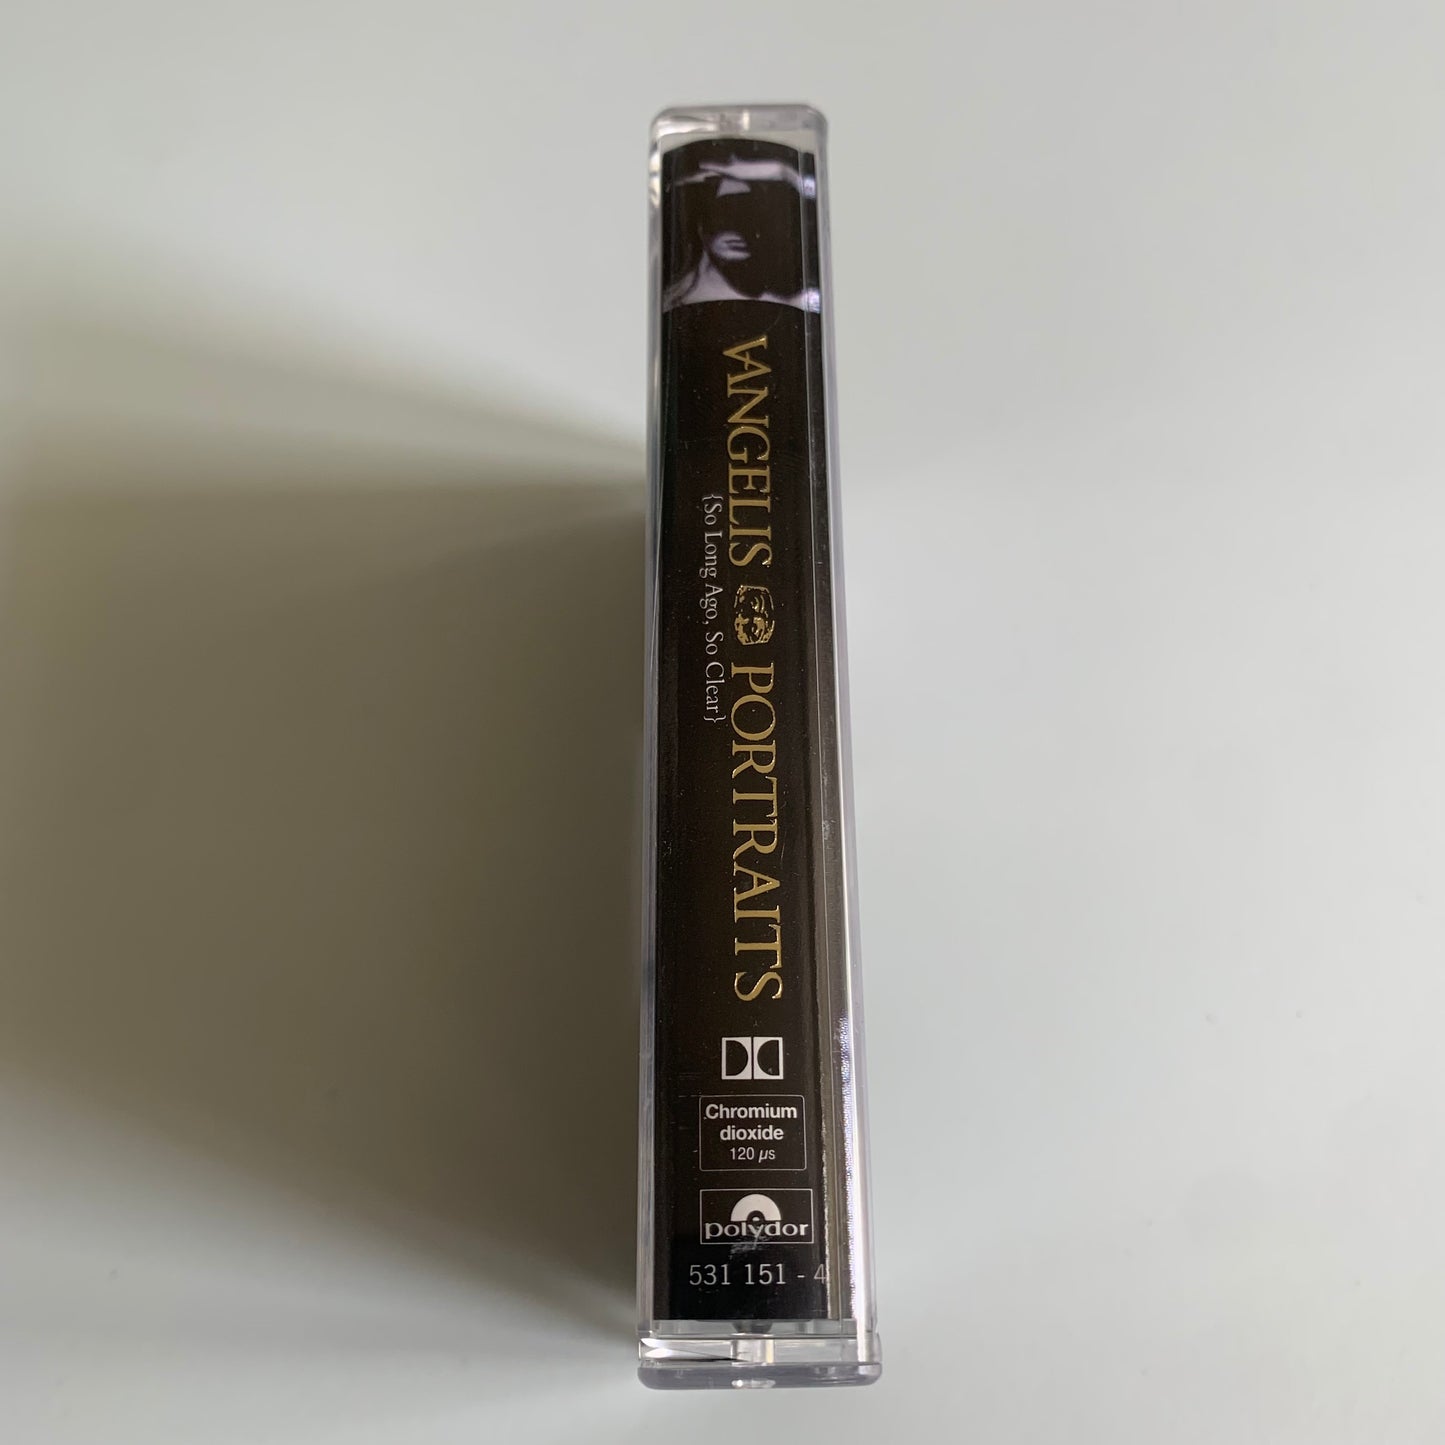 VANGELIS PORTRAITS
{So Long Ago, So Clear}
Chromium
dioxide
120 µs
polydor
531 151 - 4